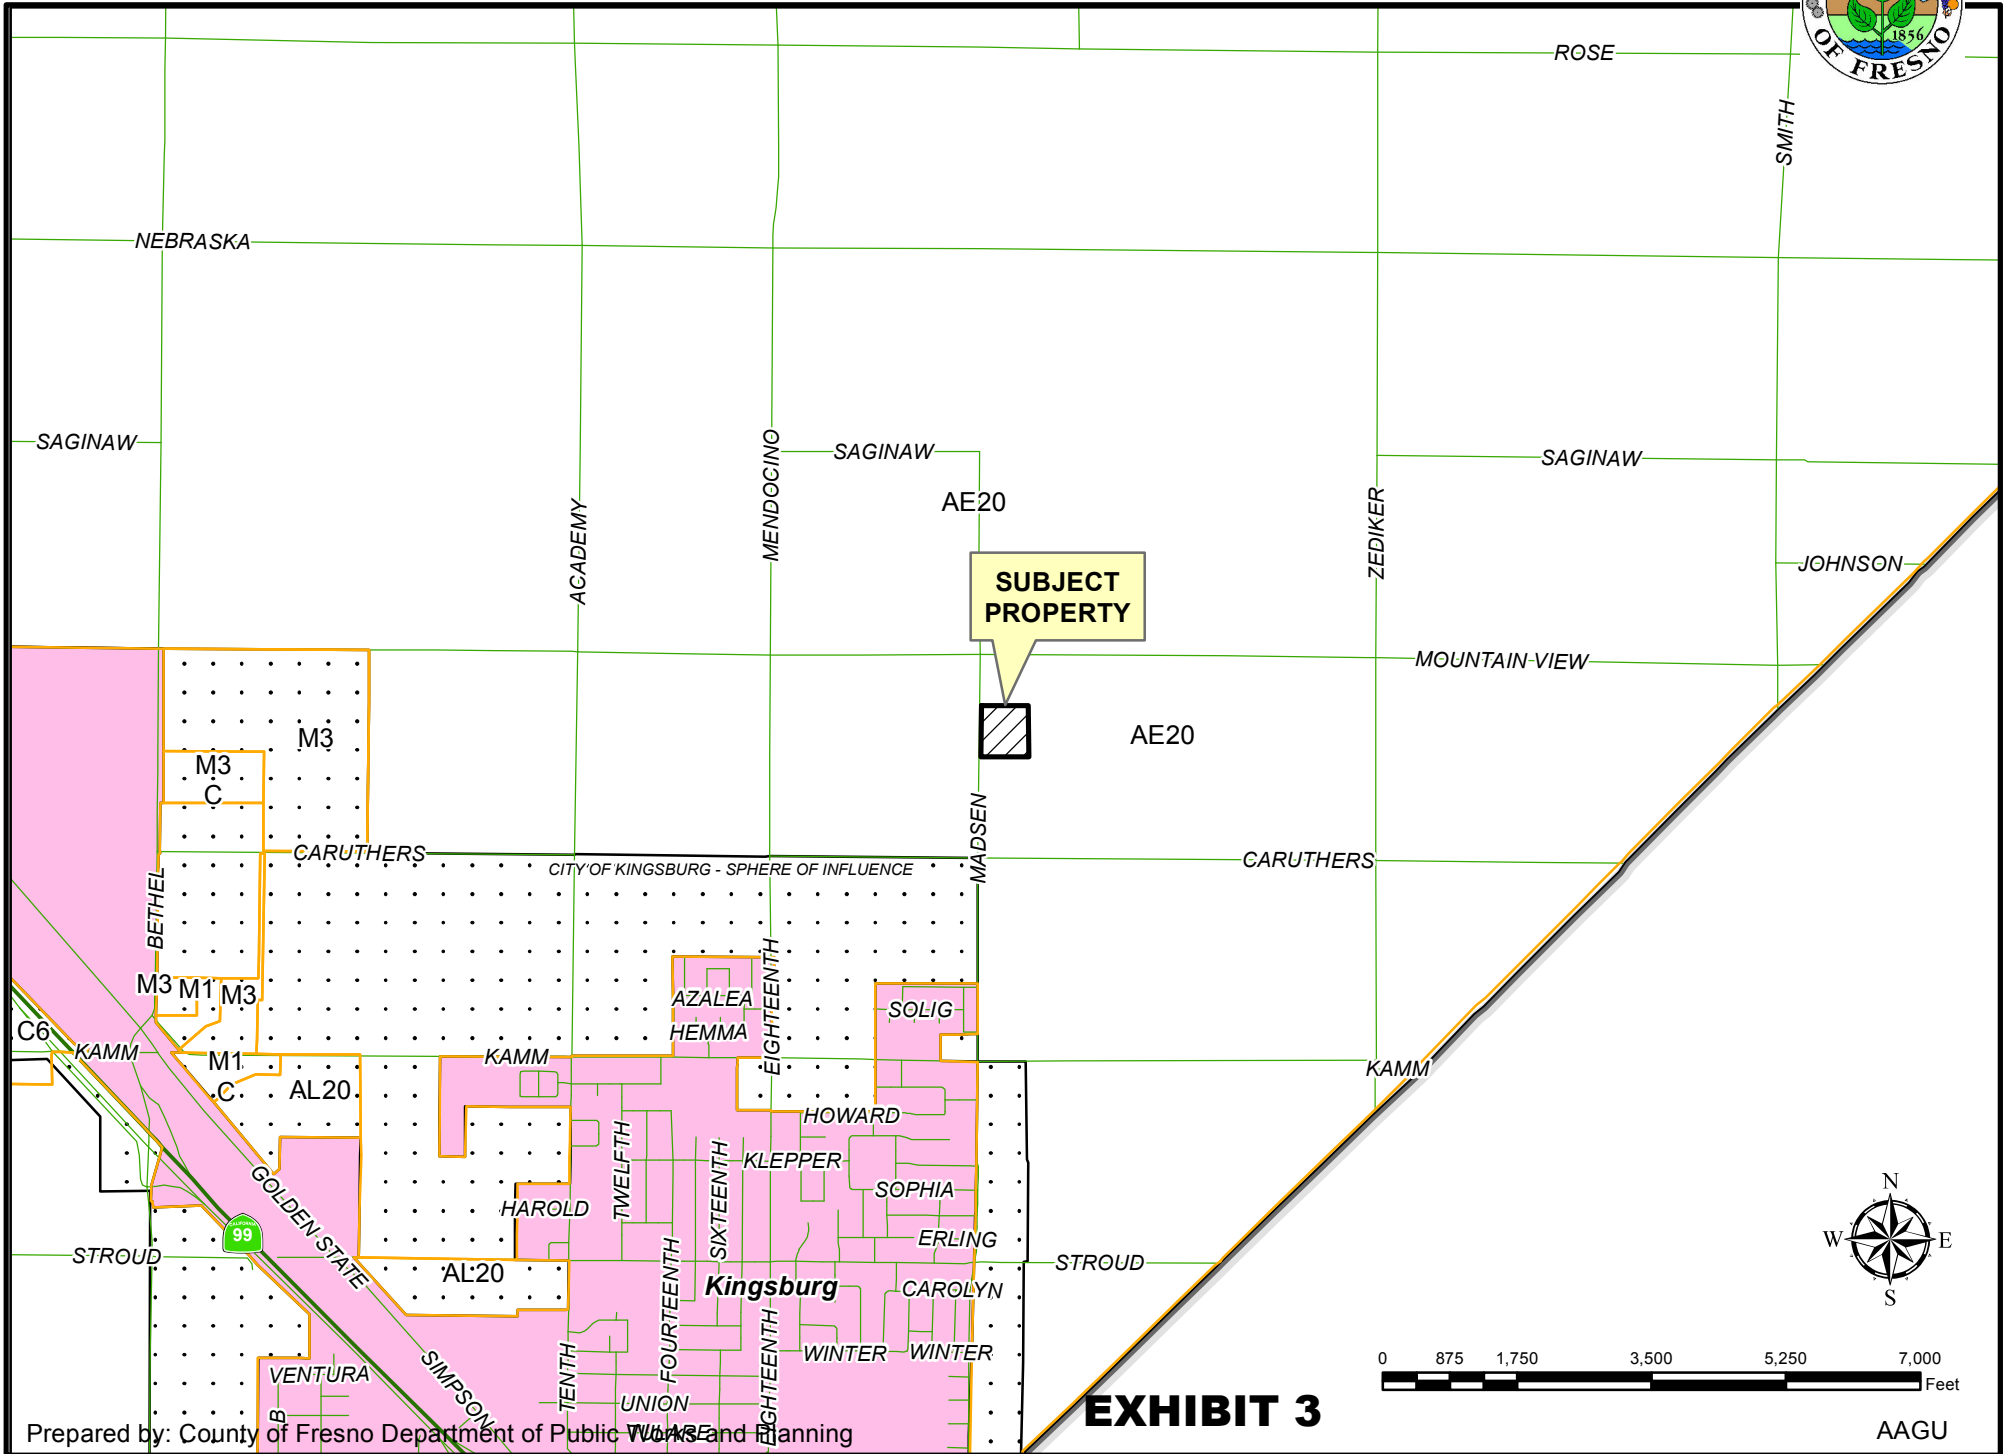 1856
OF FRESNO
ROSE
SMITH
NEBRASKA
SAGINAW
MENDOCINO
SAGINAW
SAGINAW
ACADEMY
AE20
ZEDIKER
SUBJECT
PROPERTY
JOHNSON
MOUNTAIN VIEW
M3
AE20
M3
C
MADSEN
CARUTHERS
CARUTHERS
CITY OF KINGSBURG - SPHERE OF INFLUENCE
BETHEL
EIGHTEENTH
M3
M1
M3
AZALEA
SOLIG
C6
HEMMA
KAMM
KAMM
KAMM
M1
C
AL20
HOWARD
TWELFTH
SIXTEENTH
KLEPPER
SOPHIA
HAROLD
GOLDEN STATE
CALIFORNIA
99
ERLING
STROUD
STROUD
AL20
FOURTEENTH
Kingsburg
CAROLYN
N
W
E
S
TENTH
EIGHTEENTH
WINTER
WINTER
VENTURA
SIMPSON
0 875 1,750 3,500 5,250 7,000
Feet
UNION
B
TULARE
EXHIBIT 3
Prepared by: County of Fresno Department of Public Works and Planning
AAGU